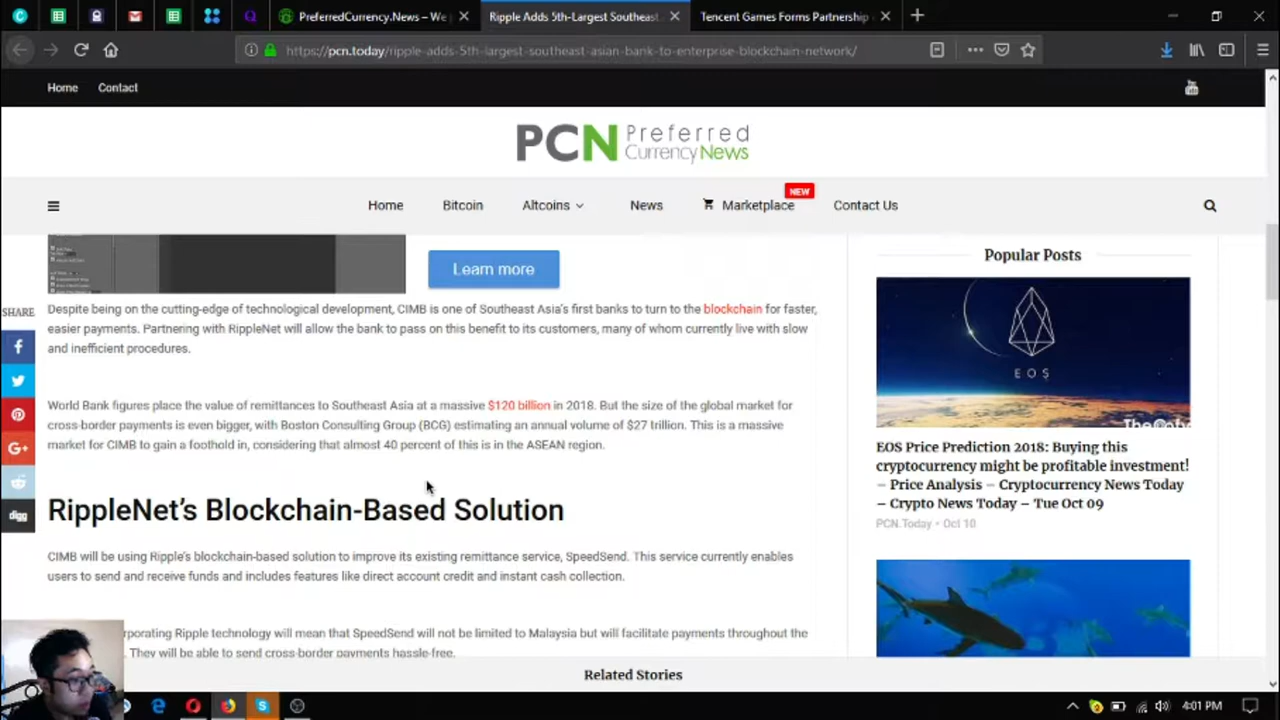 PreferredCurrency.News – We p
Ripple Adds 5th-Largest Southeast
Tencent Games Forms Partnership
https://pcn.today/ripple-adds-5th-largest-southeast-asian-bank-to-enterprise-blockchain-network/
Home Contact
PCN Preferred CurrencyNews
NEW
Home Bitcoin Altcoins News Marketplace Contact Us
Learn more
Popular Posts
SHARE
Despite being on the cutting-edge of technological development, CIMB is one of Southeast Asia's first banks to turn to the blockchain for faster,
easier payments. Partnering with RippleNet will allow the bank to pass on this benefit to its customers, many of whom currently live with slow
and inefficient procedures.
World Bank figures place the value of remittances to Southeast Asia at a massive $120 billion in 2018. But the size of the global market for
cross-border payments is even bigger, with Boston Consulting Group (BCG) estimating an annual volume of $27 trillion. This is a massive
market for CIMB to gain a foothold in, considering that almost 40 percent of this is in the ASEAN region.
RippleNet's Blockchain-Based Solution
CIMB will be using Ripple's blockchain-based solution to improve its existing remittance service, SpeedSend. This service currently enables
users to send and receive funds and includes features like direct account credit and instant cash collection.
rporating Ripple technology will mean that SpeedSend will not be limited to Malaysia but will facilitate payments throughout the
. They will be able to send cross-border payments hassle-free.
digg
EOS
EOS Price Prediction 2018: Buying this
cryptocurrency might be profitable investment!
– Price Analysis – Cryptocurrency News Today
– Crypto News Today – Tue Oct 09
PCN.Today • Oct 10
Related Stories
4:01 PM